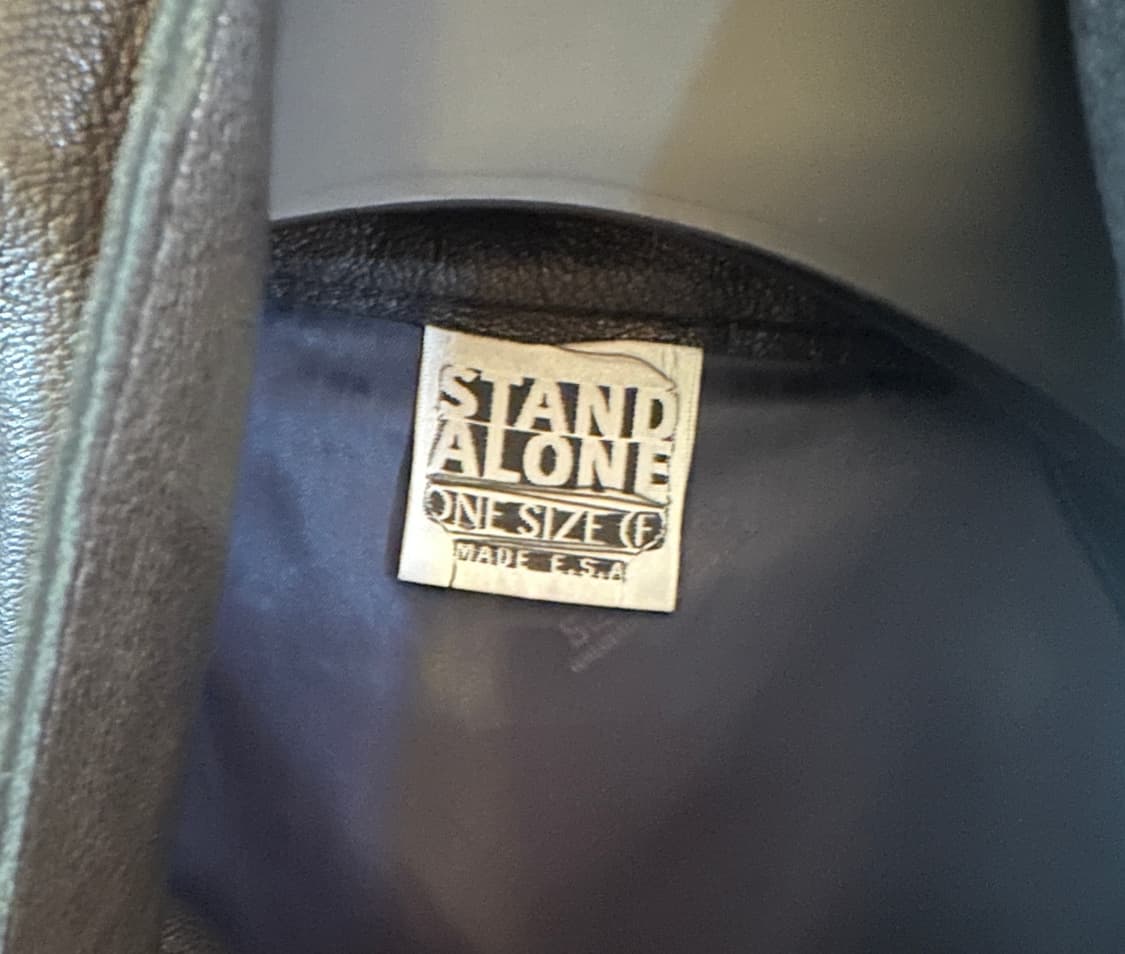 STAND
ALONE
ONE SIZE (F)
MADE E.S.A